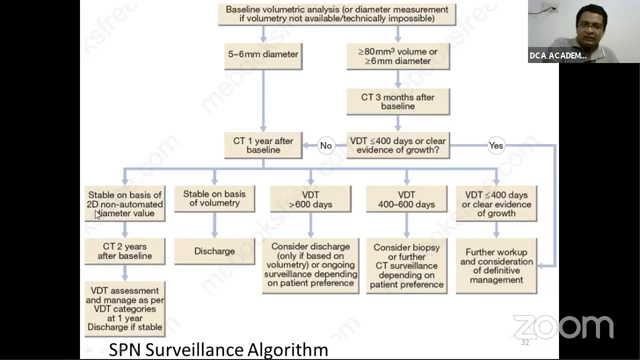 Baseline volumetric analysis (or diameter measurement
if volumetry not available/technically impossible)
5–6 mm diameter
≥80 mm³ volume or
≥6 mm diameter
CT 3 months after
baseline
CT 1 year after
baseline
No
VDT ≤400 days or clear
evidence of growth?
Yes
Stable on basis of
2D non-automated
diameter value
Stable on basis
of volumetry
VDT
>600 days
VDT
400–600 days
VDT ≤400 days
or clear evidence
of growth
CT 2 years
after baseline
Discharge
Consider discharge
(only if based on
volumetry) or ongoing
surveillance depending
on patient preference
Consider biopsy
or further
CT surveillance
depending on
patient preference
Further workup
and consideration
of definitive
management
VDT assessment
and manage as per
VDT categories
at 1 year
Discharge if stable
SPN Surveillance Algorithm
32
DCA ACADEM...
zoom